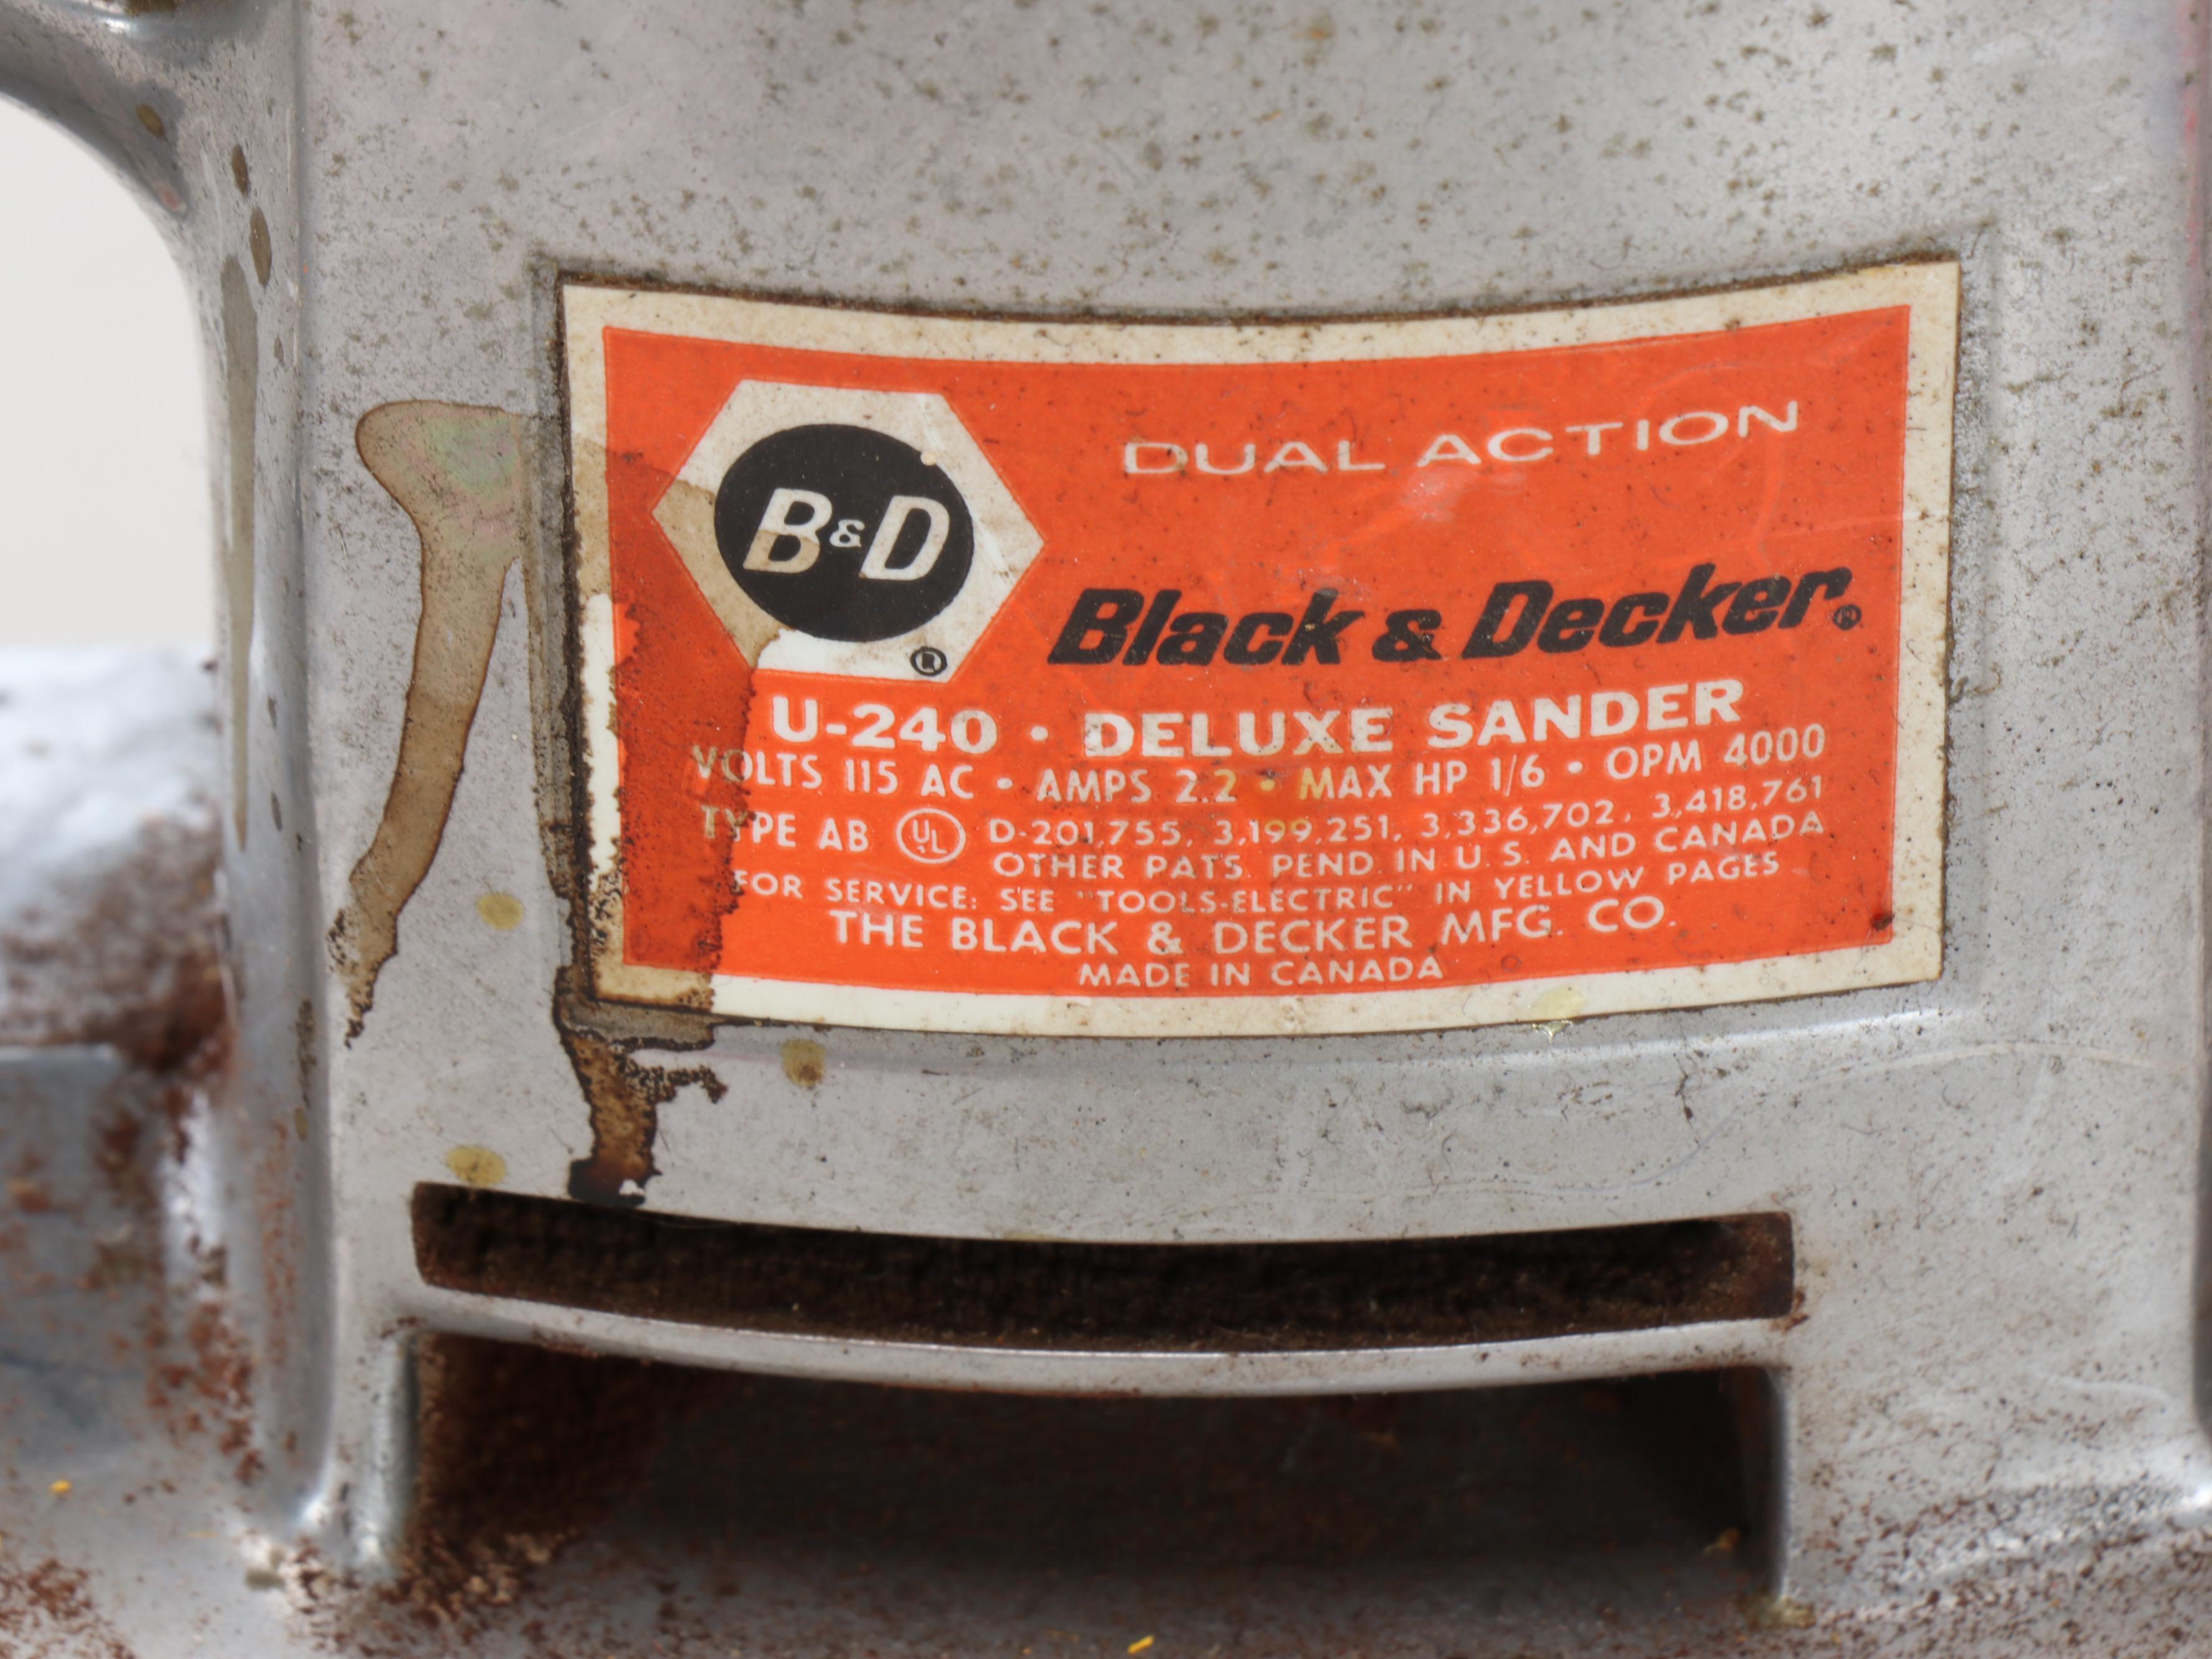 DUAL ACTION
B&D
®
Black & Decker®
U-240 • DELUXE SANDER
VOLTS 115 AC • AMPS 2.2 • MAX HP 1/6 • OPM 4000
TYPE AB UL D-201,755, 3,199,251, 3,336,702, 3,418,761
OTHER PATS. PEND. IN U.S. AND CANADA
FOR SERVICE: SEE "TOOLS-ELECTRIC" IN YELLOW PAGES
THE BLACK & DECKER MFG. CO.
MADE IN CANADA